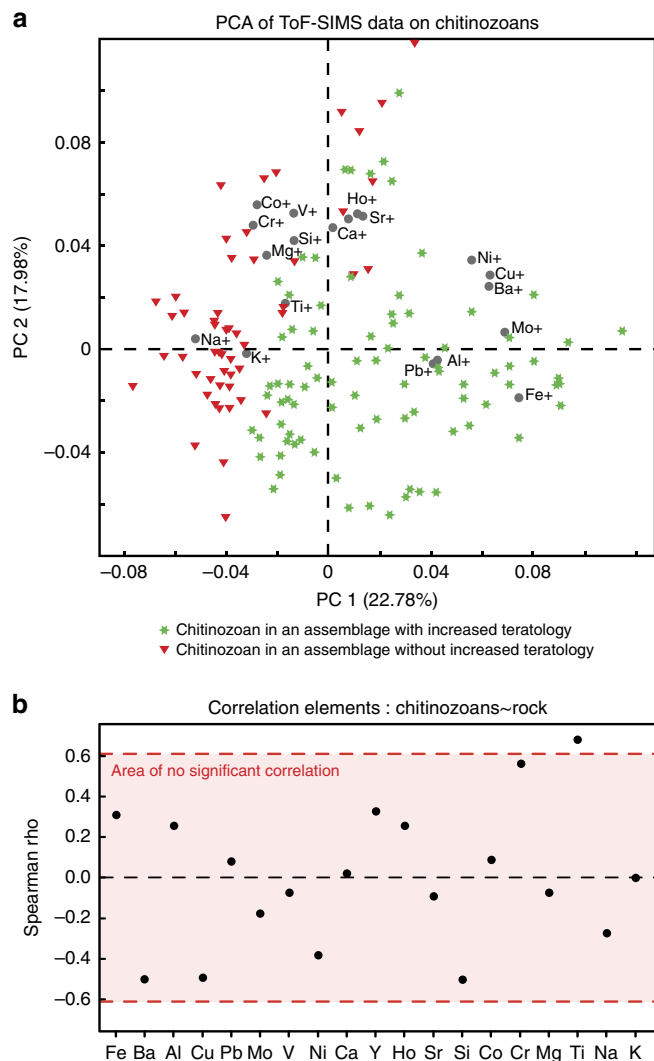 a
PCA of ToF-SIMS data on chitinozoans
PC 2 (17.98%)
0.08
0.04
0
−0.04
Co+
V+
Cr+
Si+
Mg+
Ho+
Sr+
Ca+
Ni+
Cu+
Ba+
Ti+
Mo+
Na+
K+
Al+
Pb+
Fe+
−0.08 −0.04 0 0.04 0.08
PC 1 (22.78%)
Chitinozoan in an assemblage with increased teratology
Chitinozoan in an assemblage without increased teratology
b
Correlation elements : chitinozoans~rock
Area of no significant correlation
Spearman rho
0.6
0.4
0.2
0.0
−0.2
−0.4
−0.6
Fe Ba Al Cu Pb Mo V Ni Ca Y Ho Sr Si Co Cr Mg Ti Na K